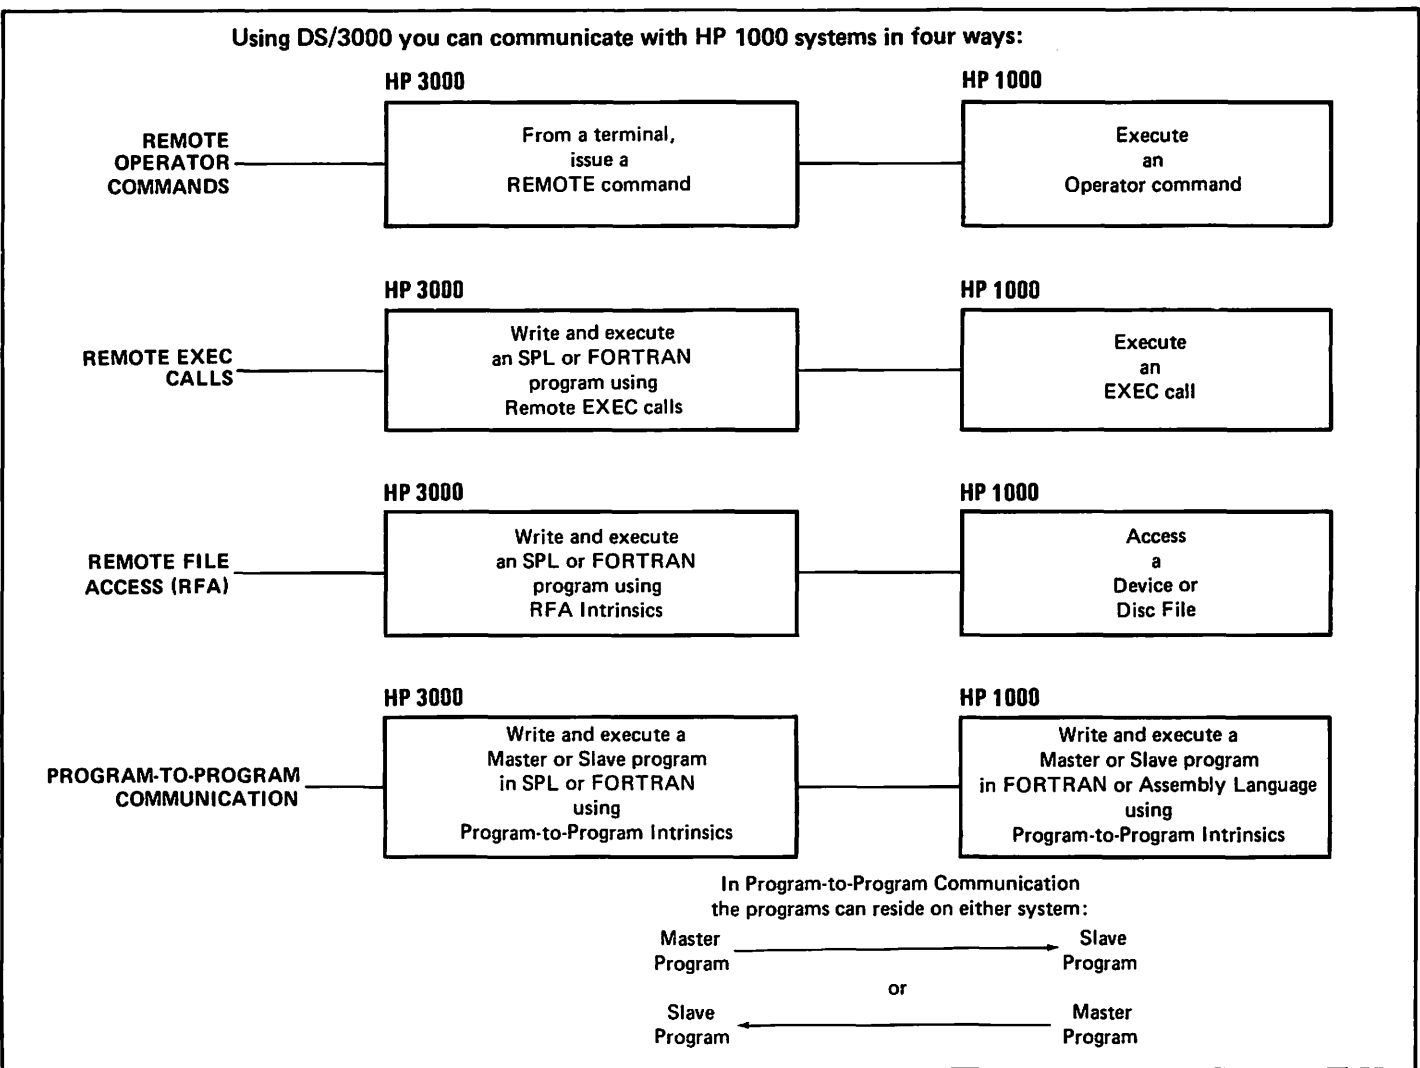 Using DS/3000 you can communicate with HP 1000 systems in four ways:
HP 3000
HP 1000
REMOTE
OPERATOR
COMMANDS
From a terminal,
issue a
REMOTE command
Execute
an
Operator command
HP 3000
HP 1000
REMOTE EXEC
CALLS
Write and execute
an SPL or FORTRAN
program using
Remote EXEC calls
Execute
an
EXEC call
HP 3000
HP 1000
REMOTE FILE
ACCESS (RFA)
Write and execute
an SPL or FORTRAN
program using
RFA Intrinsics
Access
a
Device or
Disc File
HP 3000
HP 1000
PROGRAM-TO-PROGRAM
COMMUNICATION
Write and execute a
Master or Slave program
in SPL or FORTRAN
using
Program-to-Program Intrinsics
Write and execute a
Master or Slave program
in FORTRAN or Assembly Language
using
Program-to-Program Intrinsics
In Program-to-Program Communication
the programs can reside on either system:
Master
Program
Slave
Program
or
Slave
Program
Master
Program